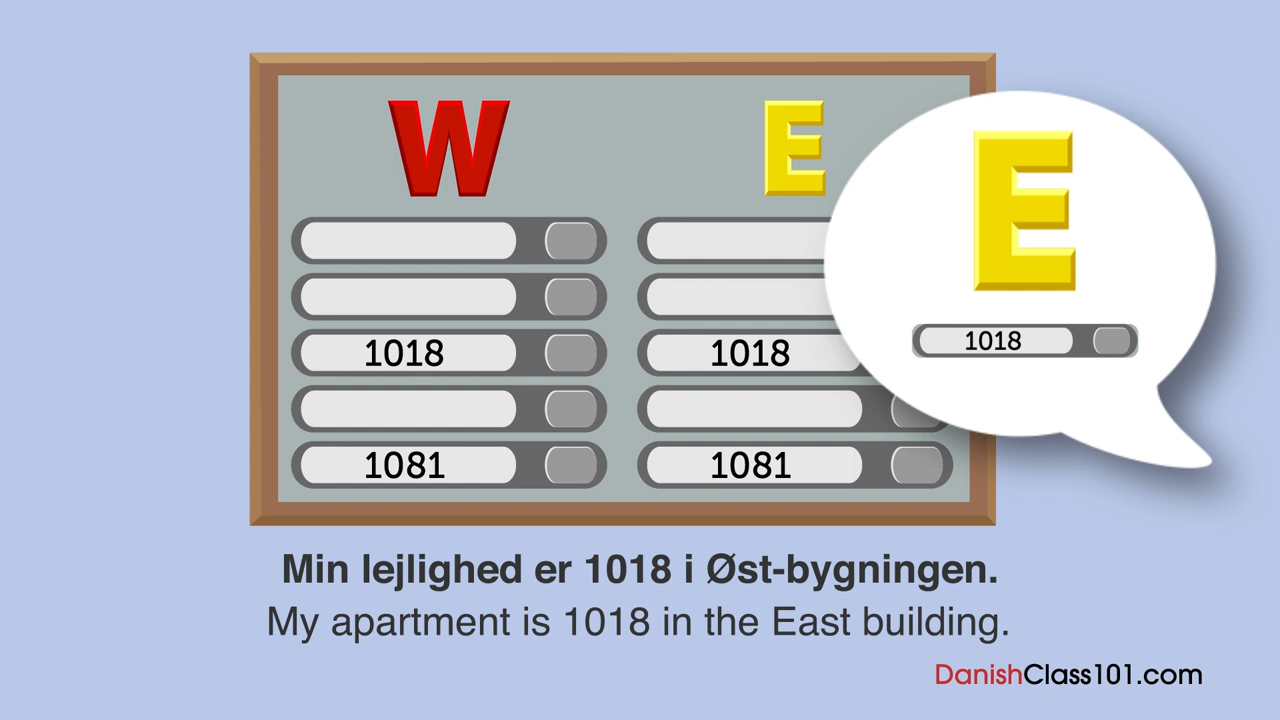 W E
E
1018
1018 1018
1081 1081
Min lejlighed er 1018 i Øst-bygningen.
My apartment is 1018 in the East building.
DanishClass101.com